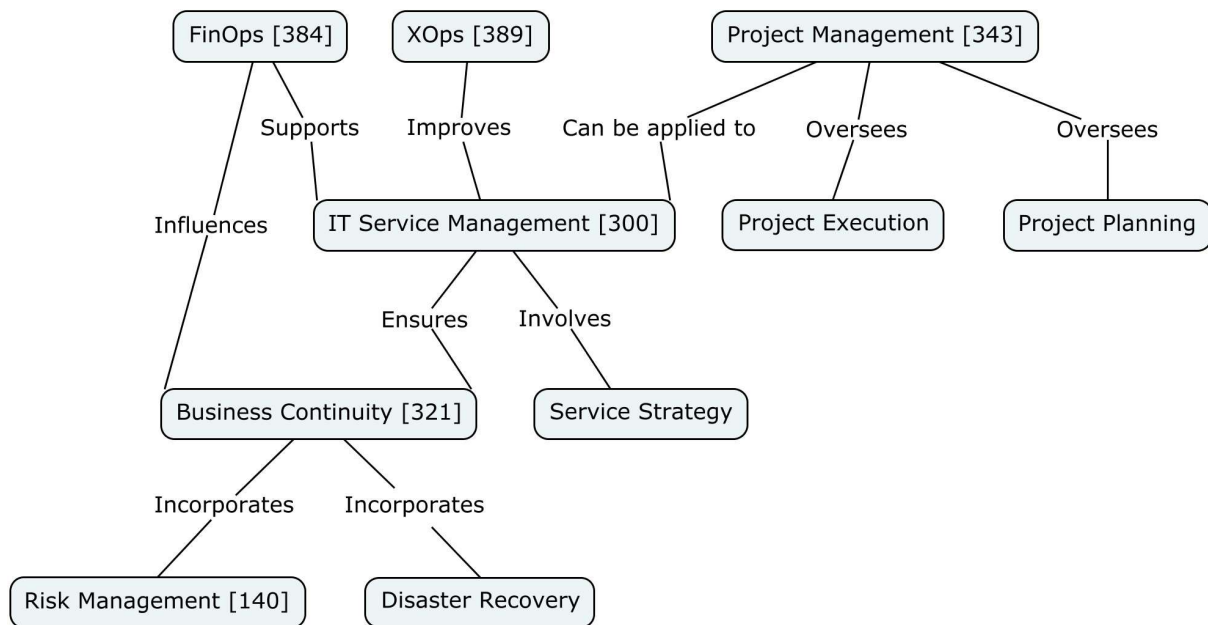 FinOps [384]
XOps [389]
Project Management [343]
Supports
Improves
Can be applied to
Oversees
Oversees
Influences
IT Service Management [300]
Project Execution
Project Planning
Ensures
Involves
Business Continuity [321]
Service Strategy
Incorporates
Incorporates
Risk Management [140]
Disaster Recovery